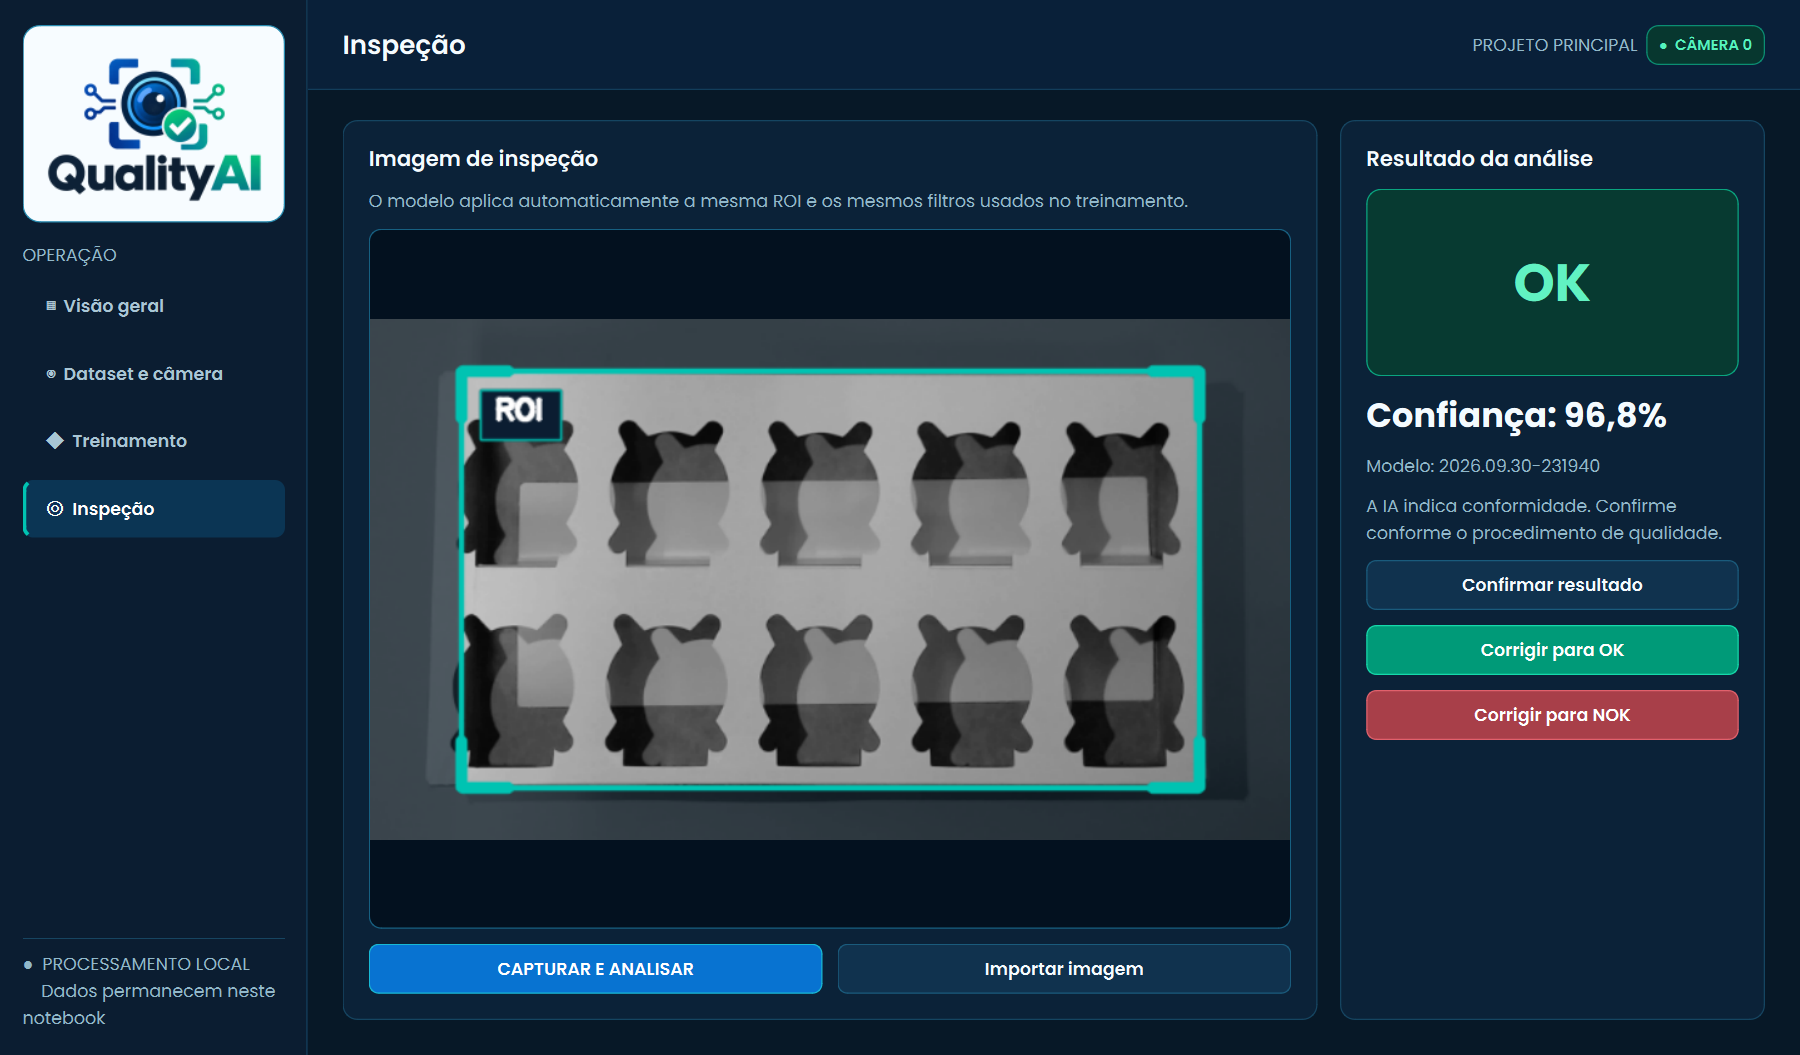 QualityAI
OPERAÇÃO
Visão geral
Dataset e câmera
Treinamento
Inspeção
PROCESSAMENTO LOCAL
Dados permanecem neste
notebook
Inspeção
PROJETO PRINCIPAL
CÂMERA 0
Imagem de inspeção
O modelo aplica automaticamente a mesma ROI e os mesmos filtros usados no treinamento.
ROI
CAPTURAR E ANALISAR
Importar imagem
Resultado da análise
OK
Confiança: 96,8%
Modelo: 2026.09.30-231940
A IA indica conformidade. Confirme
conforme o procedimento de qualidade.
Confirmar resultado
Corrigir para OK
Corrigir para NOK